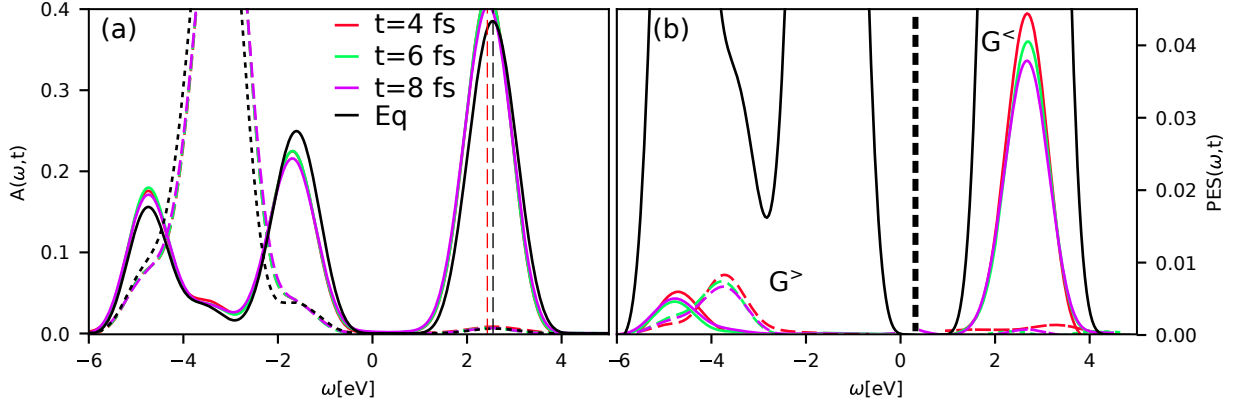 (a)
t=4 fs
t=6 fs
t=8 fs
Eq
A(ω,t)
0.4
0.3
0.2
0.1
0.0
−6
−4
−2
0
2
4
ω[eV]
(b)
G<
G>
0.04
0.03
0.02
0.01
0.00
PES(ω,t)
−6
−4
−2
0
2
4
ω[eV]